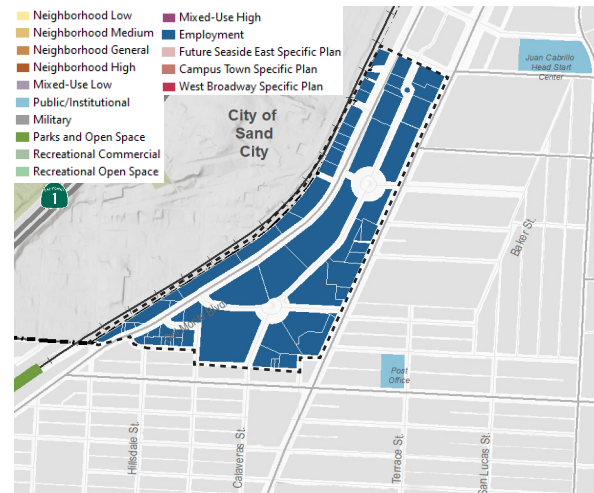 Neighborhood Low
Neighborhood Medium
Neighborhood General
Neighborhood High
Mixed-Use Low
Public/Institutional
Military
Parks and Open Space
Recreational Commercial
Recreational Open Space
Mixed-Use High
Employment
Future Seaside East Specific Plan
Campus Town Specific Plan
West Broadway Specific Plan
Juan Cabrillo
Head Start
Center
City of
Sand
City
1
Baker St.
Post
Office
Hillsdale St.
Calaveras St.
Terrace St.
San Lucas St.